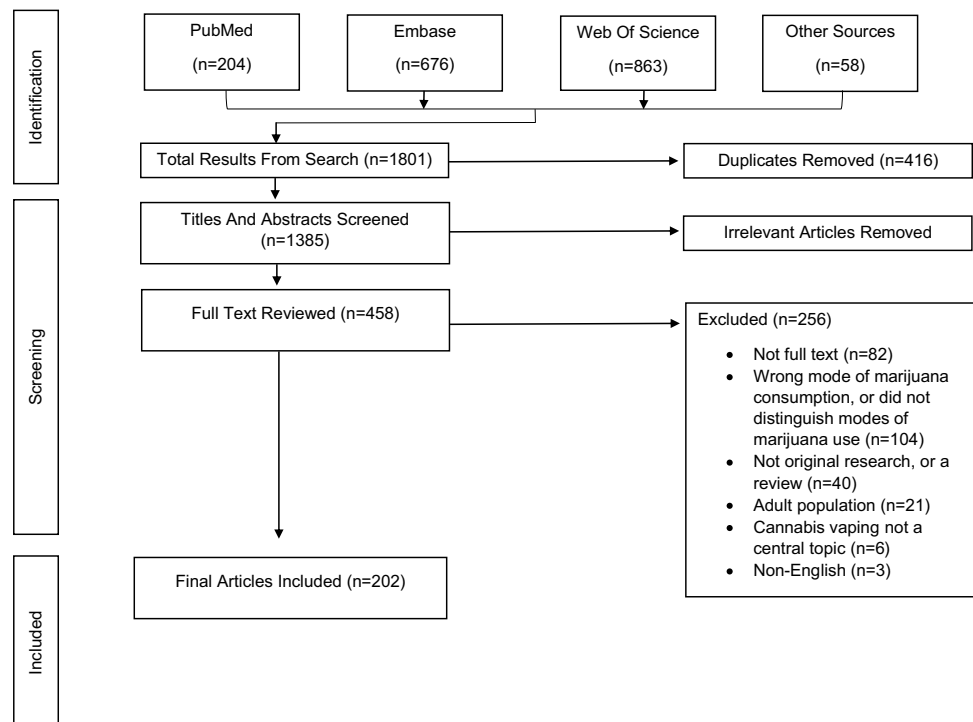 Identification
PubMed
(n=204)
Embase
(n=676)
Web Of Science
(n=863)
Other Sources
(n=58)
Total Results From Search (n=1801)
Duplicates Removed (n=416)
Screening
Titles And Abstracts Screened
(n=1385)
Irrelevant Articles Removed
Full Text Reviewed (n=458)
Excluded (n=256)
• Not full text (n=82)
• Wrong mode of marijuana
consumption, or did not
distinguish modes of
marijuana use (n=104)
• Not original research, or a
review (n=40)
• Adult population (n=21)
• Cannabis vaping not a
central topic (n=6)
• Non-English (n=3)
Included
Final Articles Included (n=202)